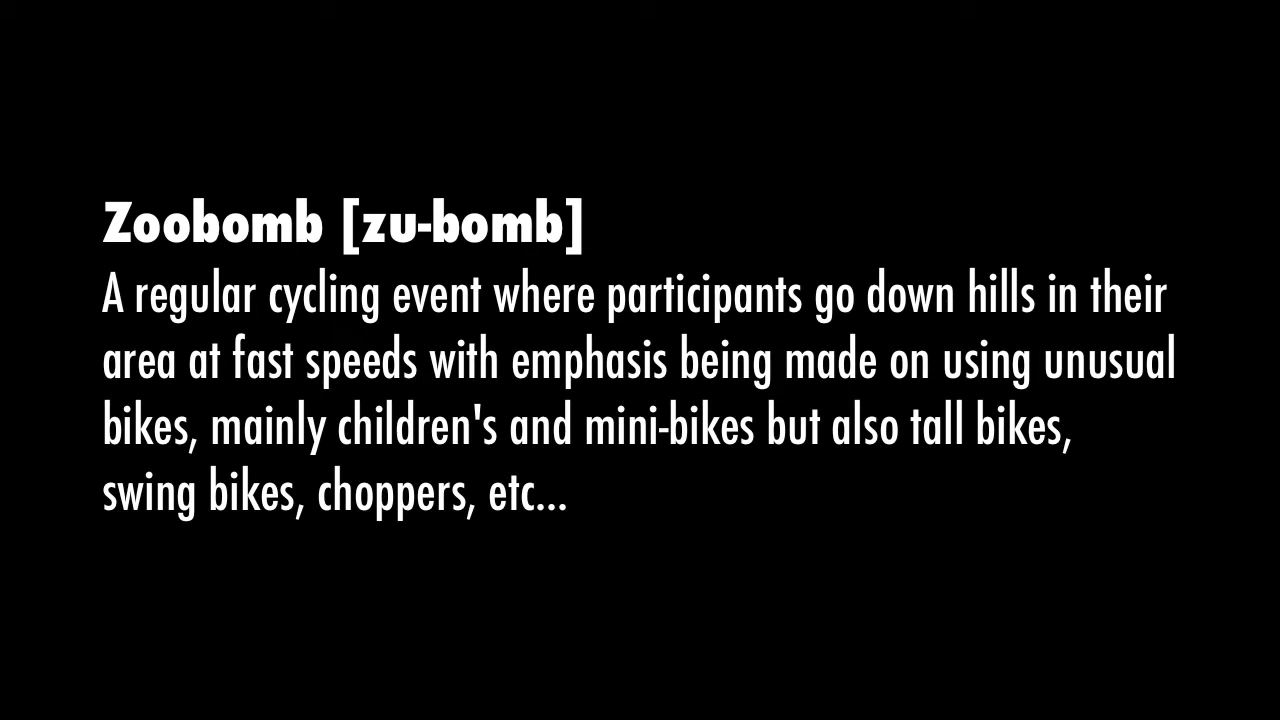 Zoobomb [zu-bomb]
A regular cycling event where participants go down hills in their
area at fast speeds with emphasis being made on using unusual
bikes, mainly children's and mini-bikes but also tall bikes,
swing bikes, choppers, etc...